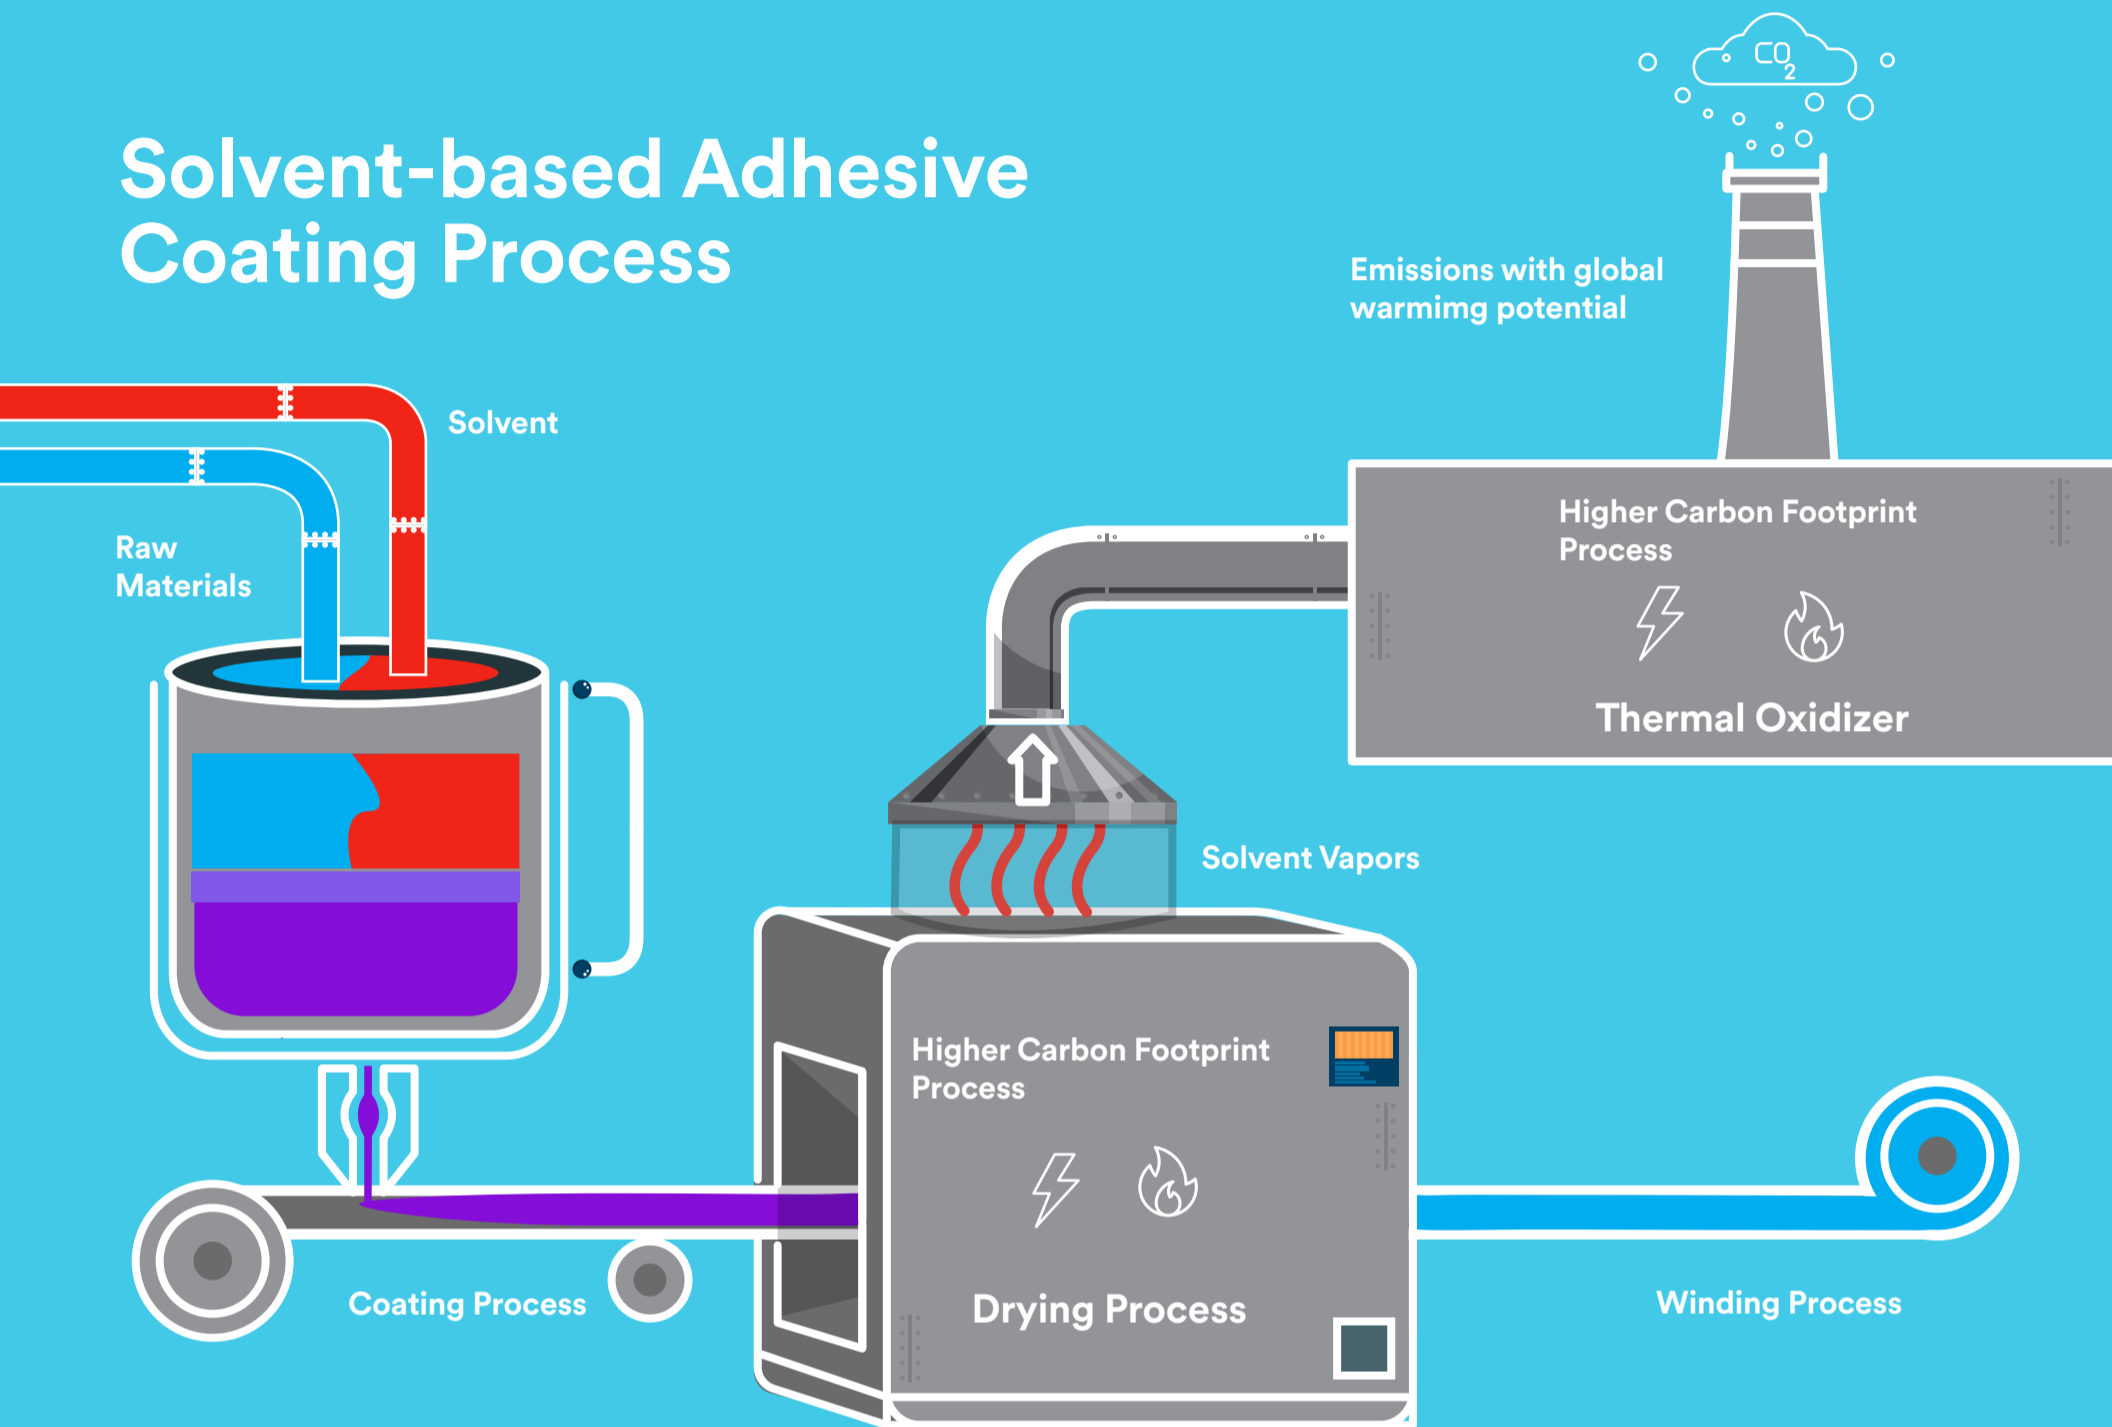 CO2
Solvent-based Adhesive
Coating Process
Emissions with global
warmimg potential
Solvent
Raw
Materials
Higher Carbon Footprint
Process
Thermal Oxidizer
Solvent Vapors
Higher Carbon Footprint
Process
Drying Process
Coating Process
Winding Process